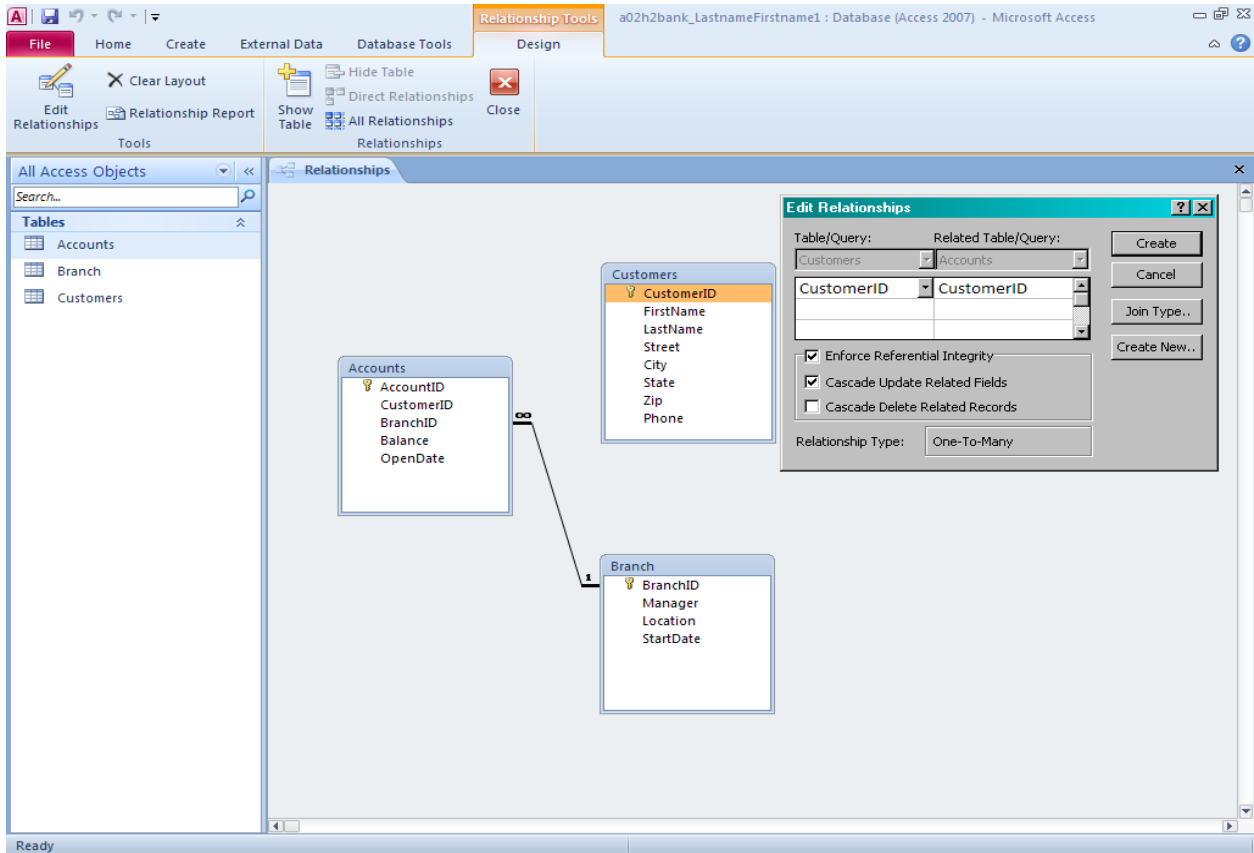 Relationship Tools a02h2bank_LastnameFirstname1 : Database (Access 2007) - Microsoft Access
File Home Create External Data Database Tools Design
Edit Relationships
Clear Layout
Relationship Report
Tools
Show Table
Hide Table
Direct Relationships
All Relationships
Relationships
Close
All Access Objects
Search...
Tables
Accounts
Branch
Customers
Relationships
Accounts
AccountID
CustomerID
BranchID
Balance
OpenDate
∞
1
Customers
CustomerID
FirstName
LastName
Street
City
State
Zip
Phone
Branch
BranchID
Manager
Location
StartDate
Edit Relationships
Table/Query: Related Table/Query:
Customers Accounts
CustomerID CustomerID
Enforce Referential Integrity
Cascade Update Related Fields
Cascade Delete Related Records
Relationship Type: One-To-Many
Create
Cancel
Join Type..
Create New..
Ready